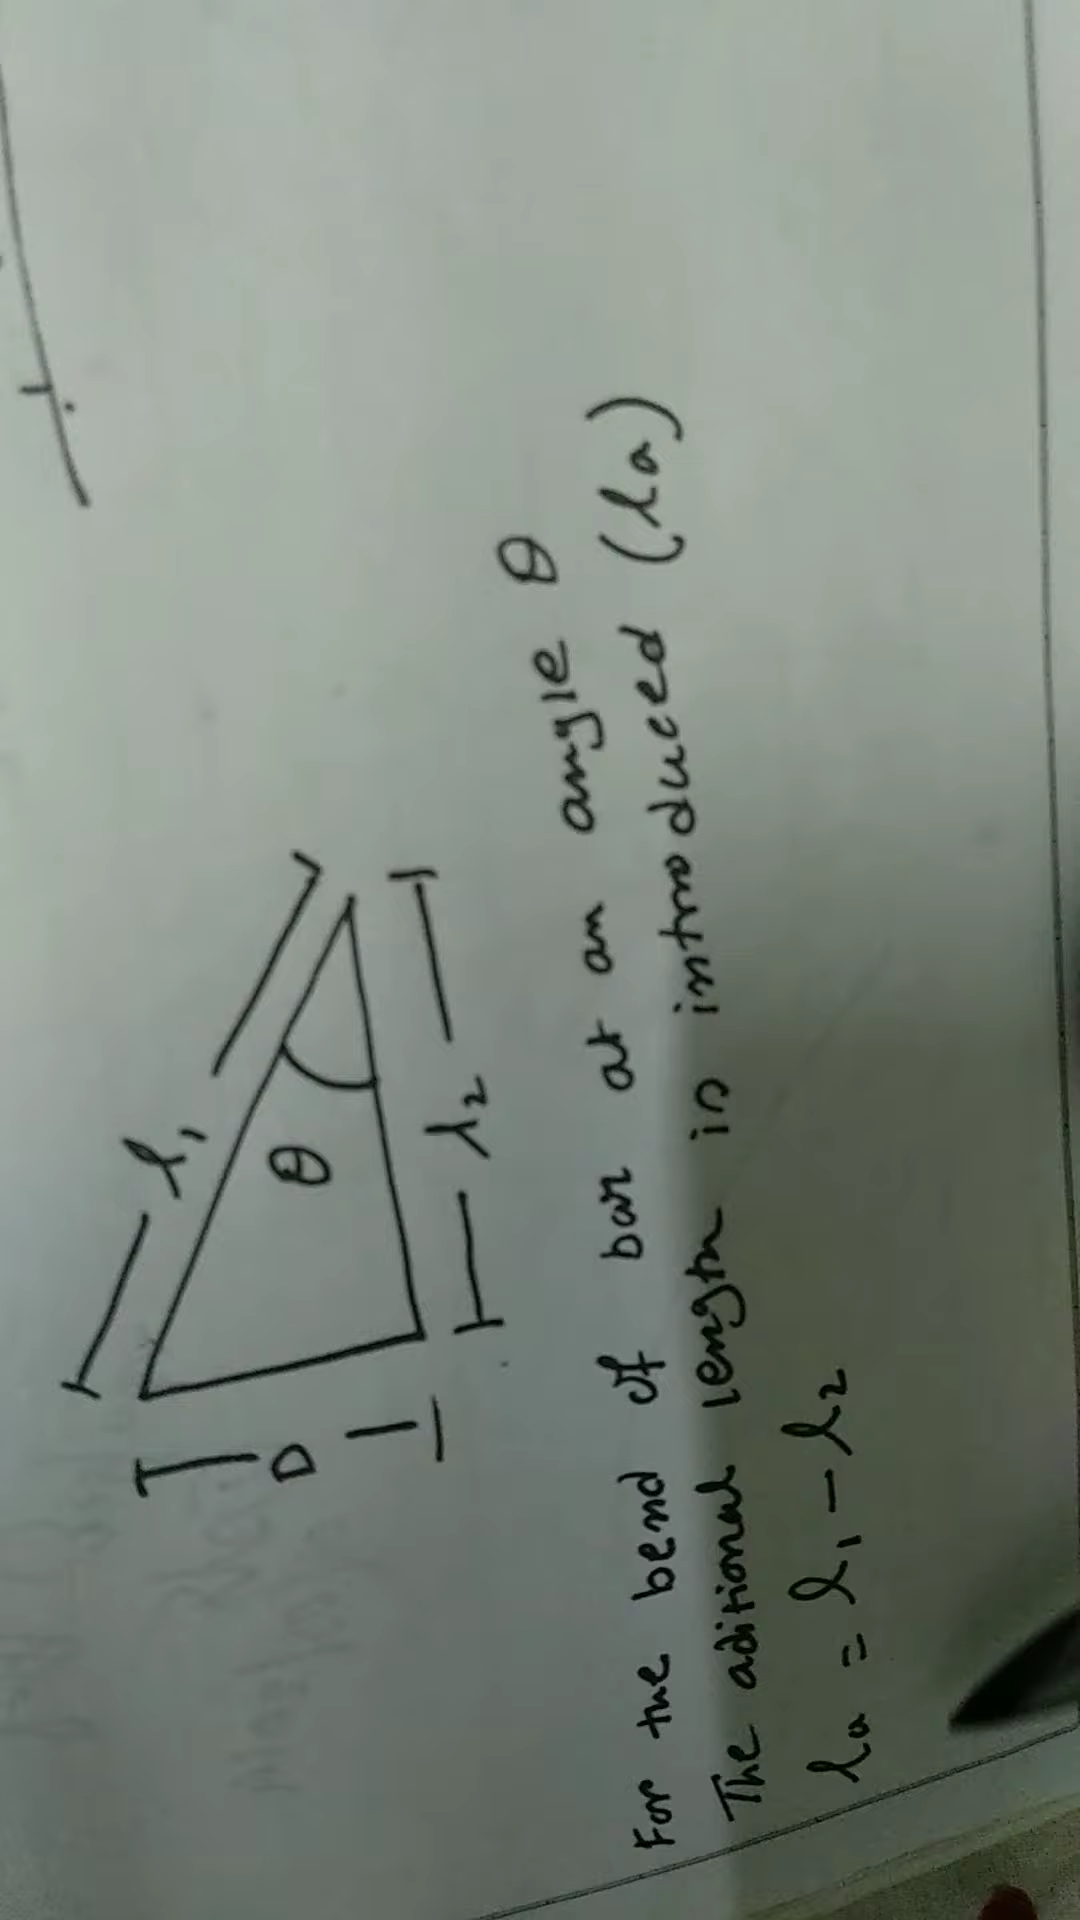 l₁
θ
D
l₂
For the bend of bar at an angle θ
The aditional length is introduced (la)
la = l₁ - l₂